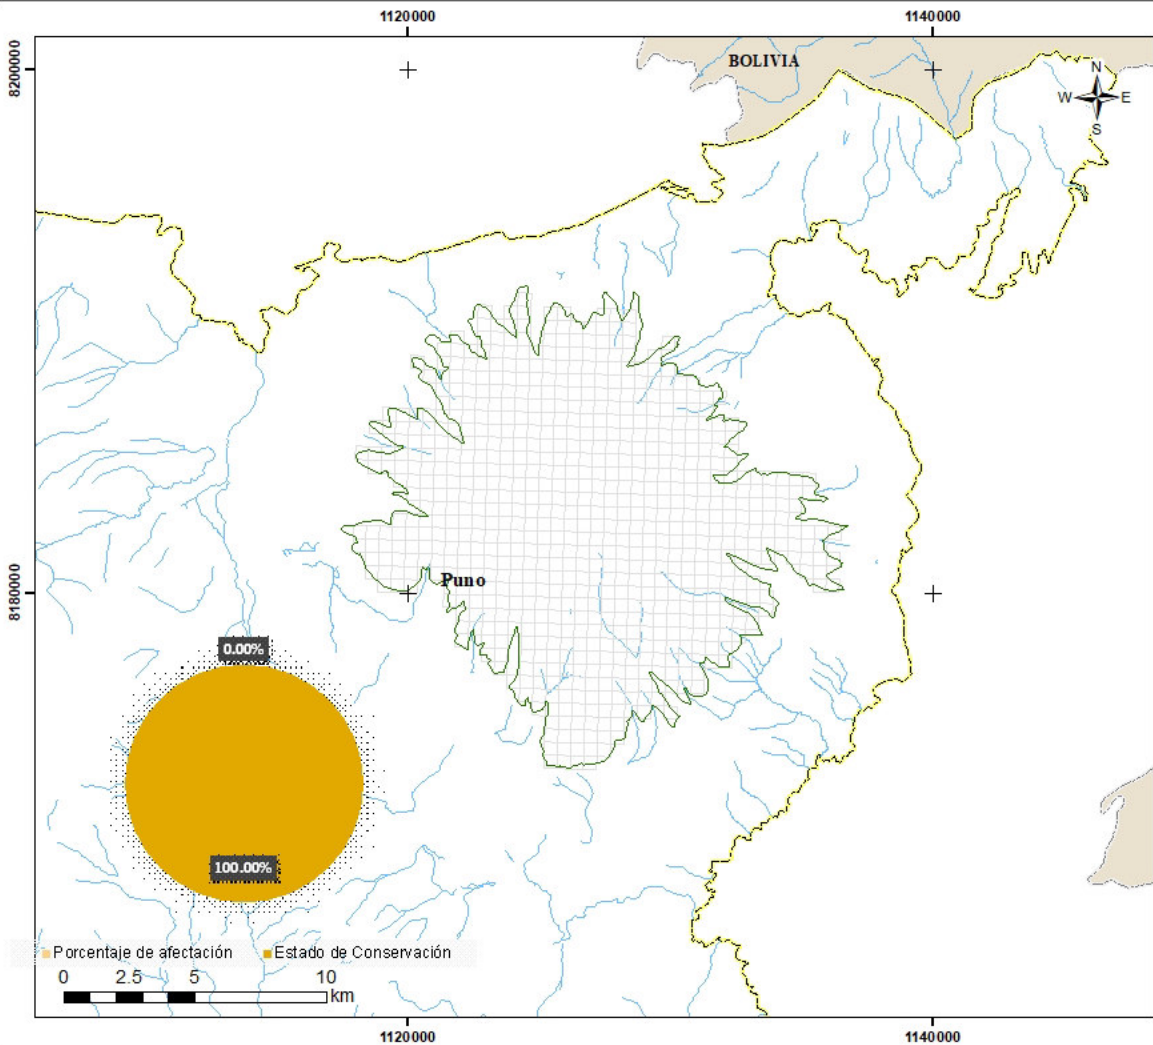 1120000 1140000
8200000
BOLIVIA
N
W E
S
Puno
8180000
0.00%
100.00%
Porcentaje de afectación Estado de Conservación
0 2.5 5 10
km
1120000 1140000